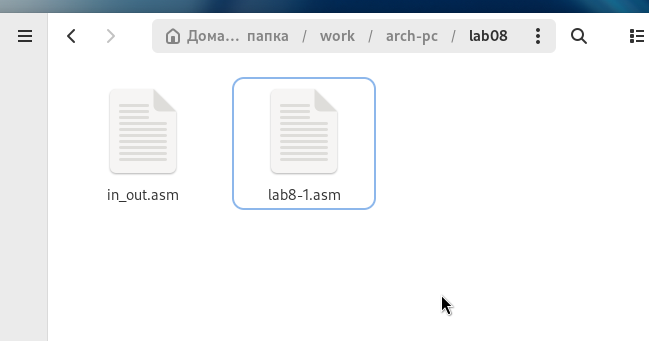 Дома… папка / work / arch-pc / lab08
in_out.asm
lab8-1.asm